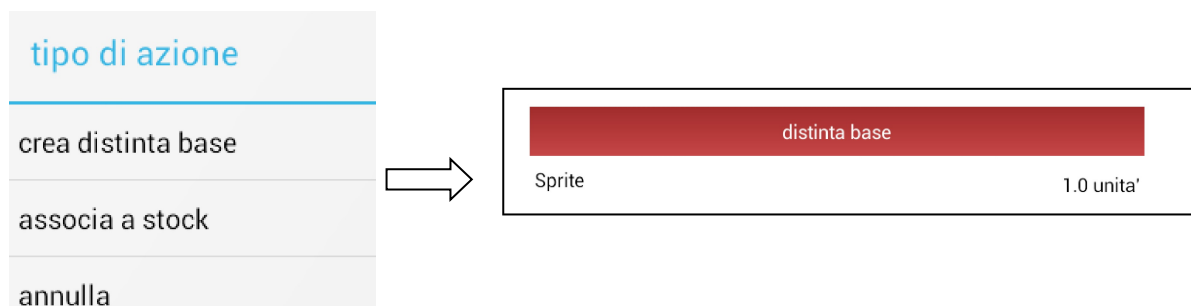 tipo di azione
crea distinta base
associa a stock
annulla
distinta base
Sprite
1.0 unita'